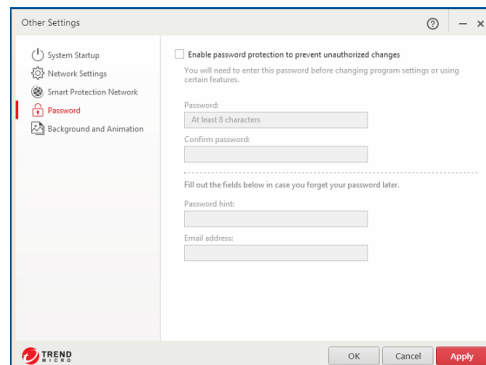 Other Settings
System Startup
Network Settings
Smart Protection Network
Password
Background and Animation
Enable password protection to prevent unauthorized changes
You will need to enter this password before changing program settings or using
certain features.
Password:
At least 8 characters
Confirm password:
Fill out the fields below in case you forget your password later.
Password hint:
Email address:
TREND
MICRO
OK
Cancel
Apply